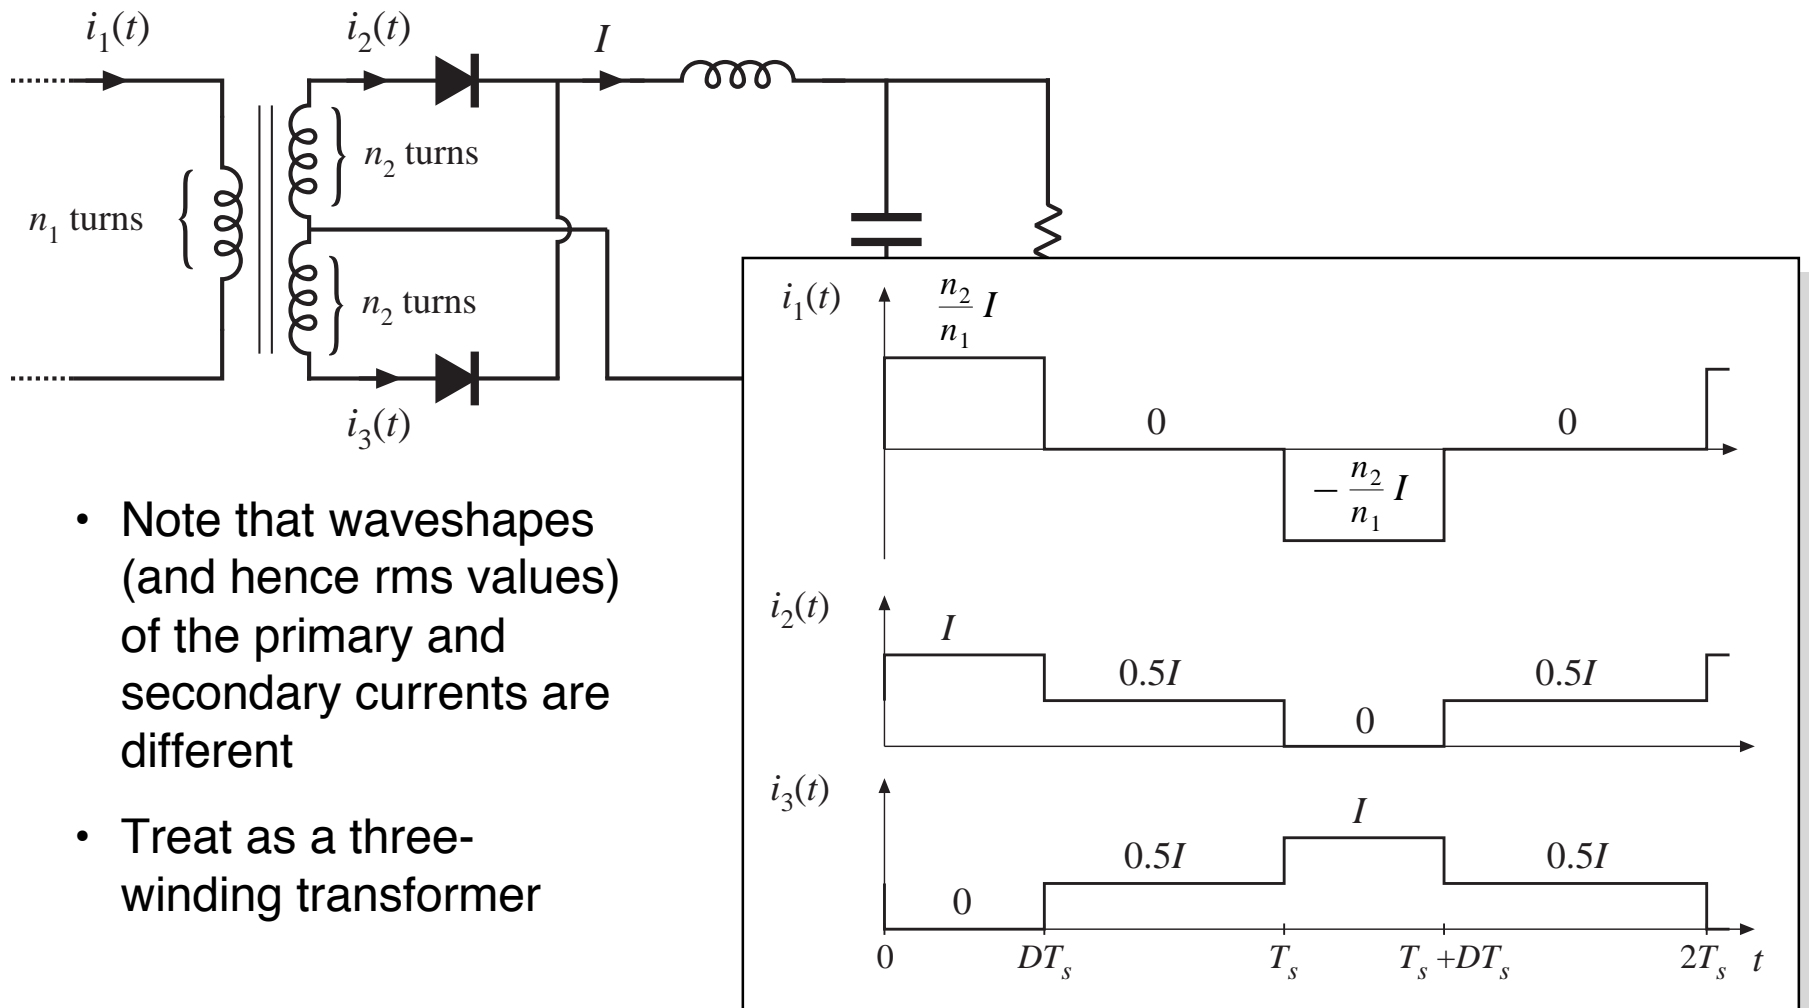 i₁(t)
i₂(t)
I
n₂ turns
n₁ turns
n₂ turns
i₃(t)
• Note that waveshapes
(and hence rms values)
of the primary and
secondary currents are
different
• Treat as a three-
winding transformer
i₁(t)
n₂/n₁ I
0
0
− n₂/n₁ I
i₂(t)
I
0.5I
0
0.5I
i₃(t)
0
0.5I
I
0.5I
0 DTₛ Tₛ Tₛ +DTₛ 2Tₛ t